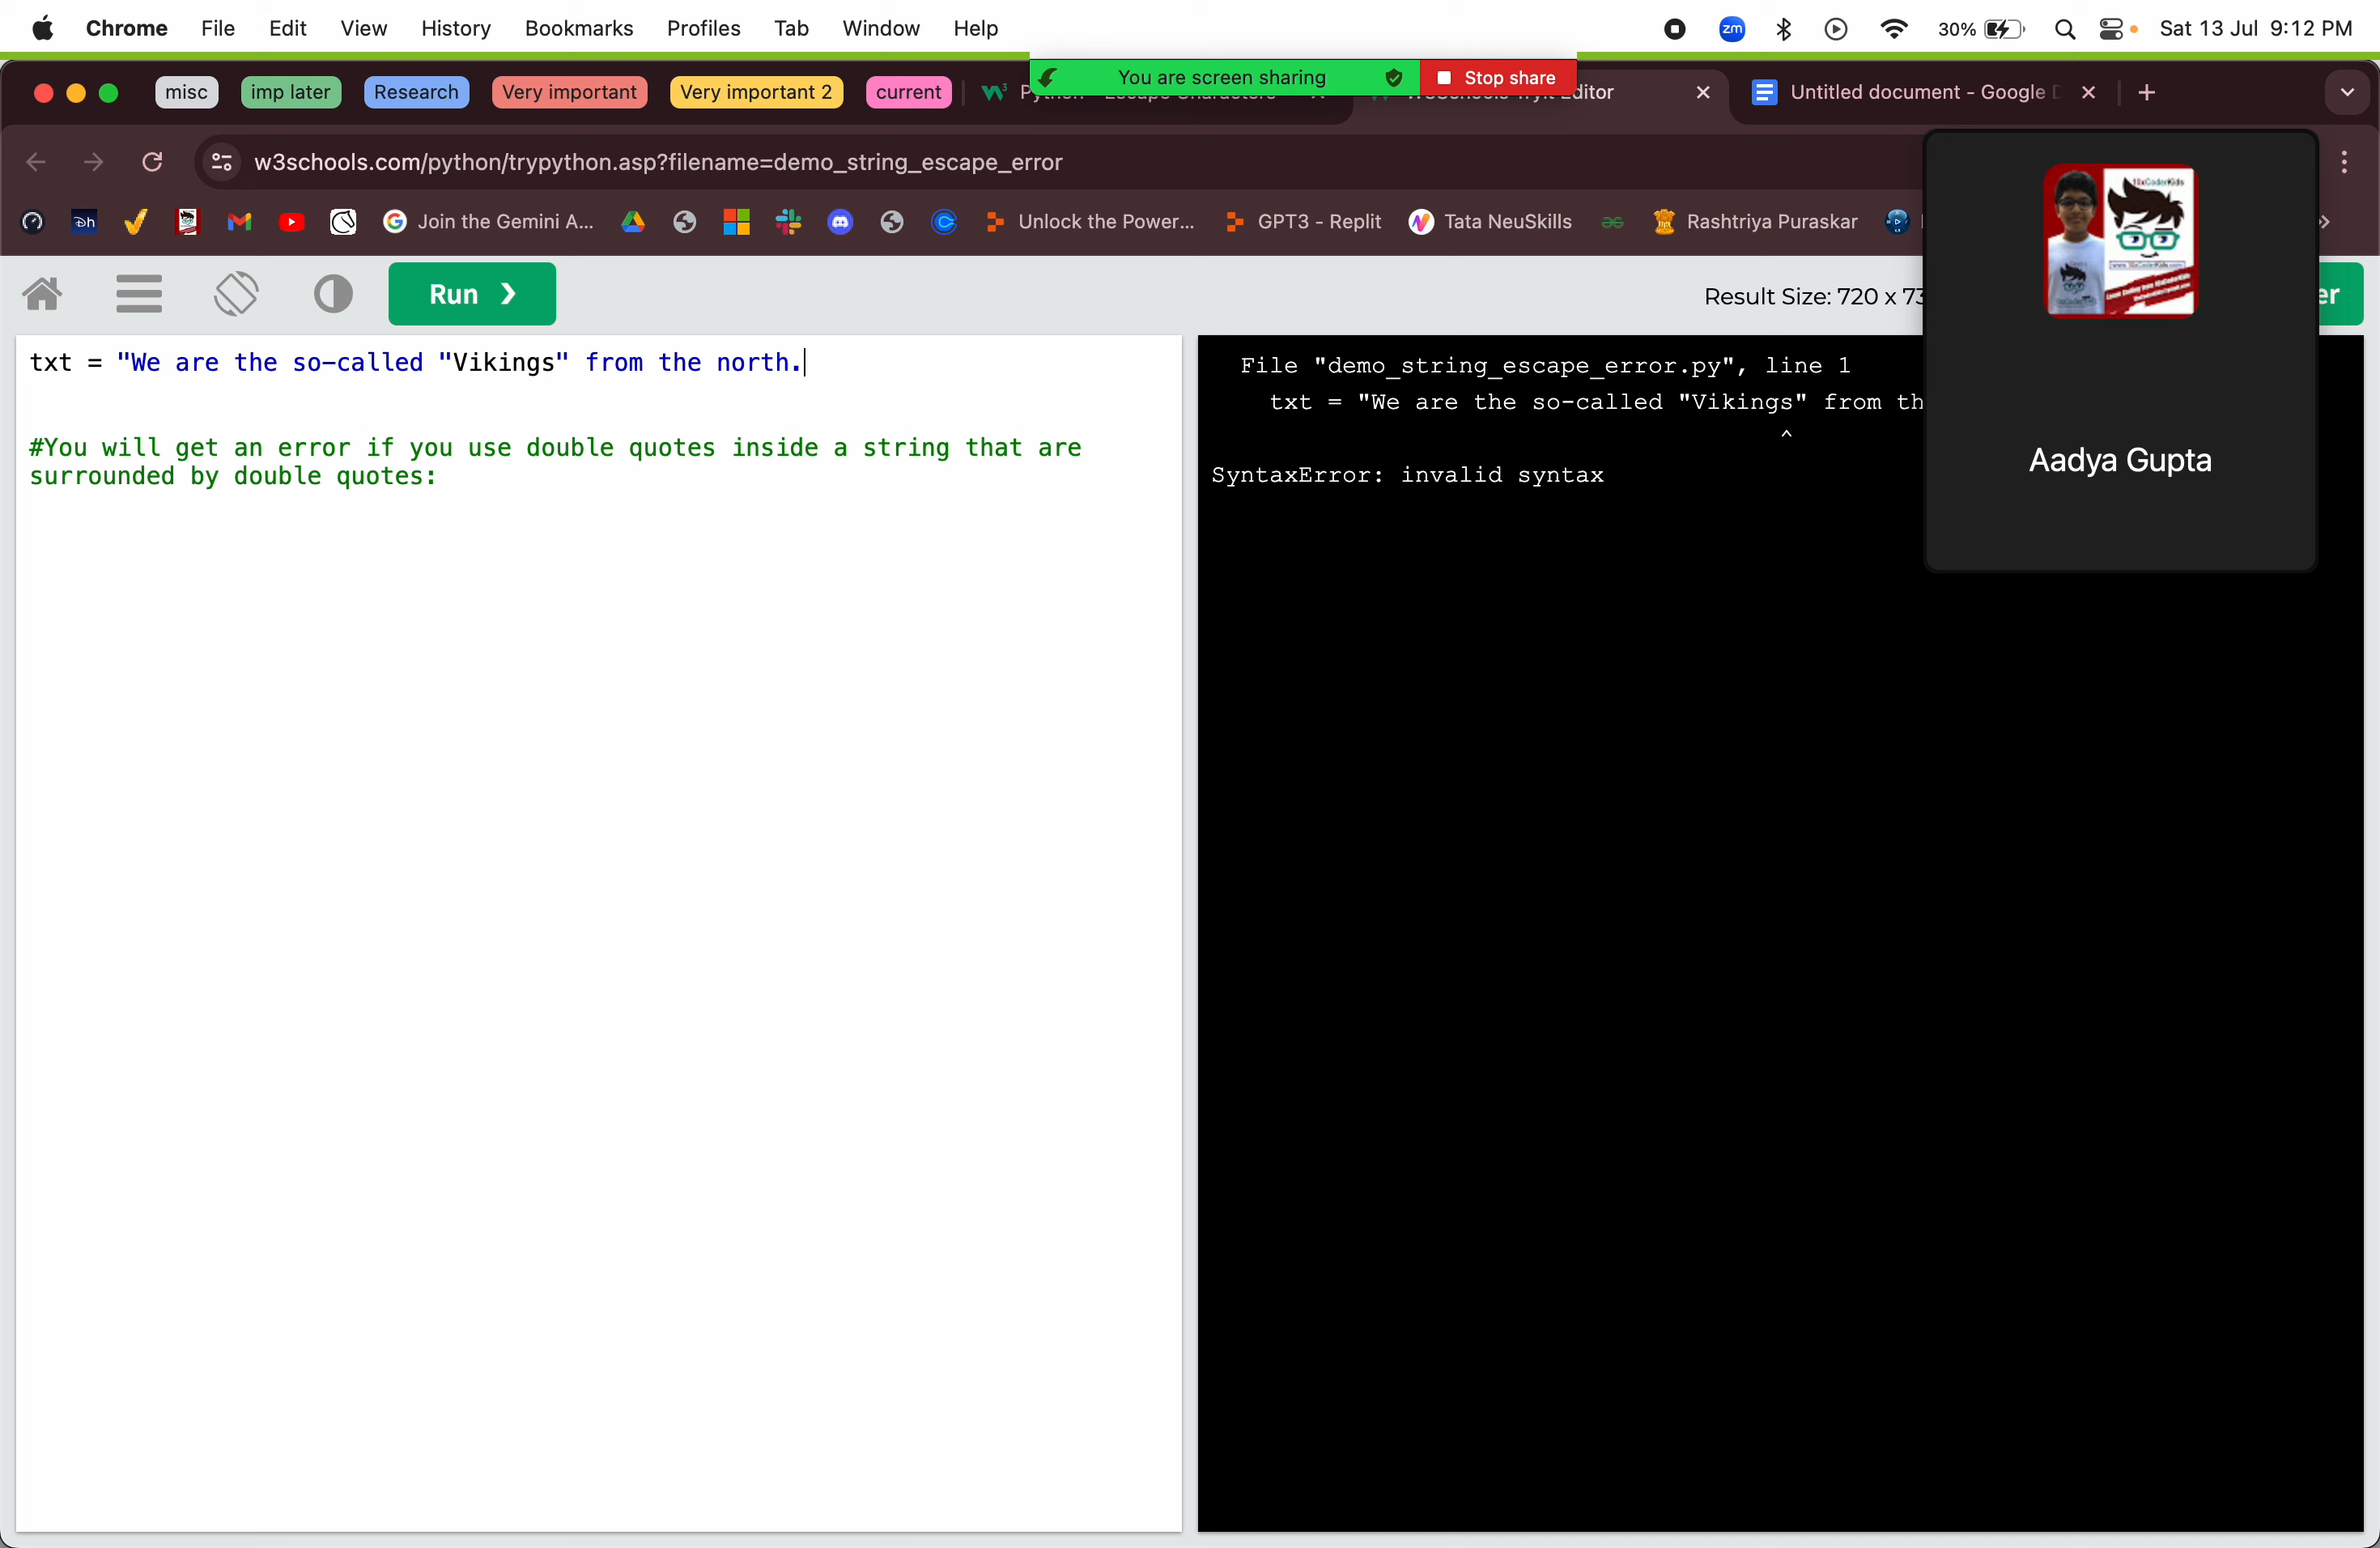 Chrome File Edit View History Bookmarks Profiles Tab Window Help zm 30% Sat 13 Jul 9:12 PM
You are screen sharing Stop share
misc imp later Research Very important Very important 2 current Untitled document - Google
w3schools.com/python/trypython.asp?filename=demo_string_escape_error
Join the Gemini A... Unlock the Power... GPT3 - Replit Tata NeuSkills Rashtriya Puraskar
Run ❯ Result Size: 720 x 73
txt = "We are the so-called "Vikings" from the north.
#You will get an error if you use double quotes inside a string that are
surrounded by double quotes:
File "demo_string_escape_error.py", line 1
txt = "We are the so-called "Vikings" from th
^
SyntaxError: invalid syntax
Aadya Gupta